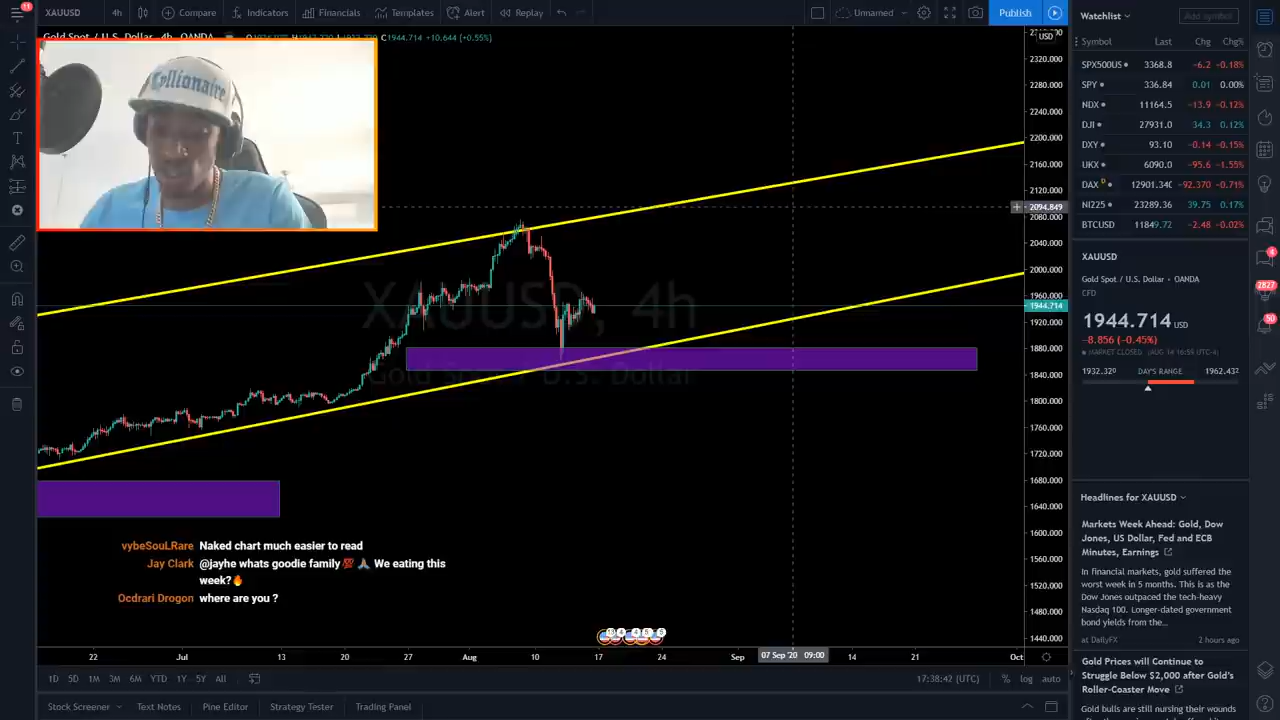 11
XAUUSD
4h
Compare
Indicators
Financials
Templates
Alert
Replay
Unnamed
Publish
Gold Spot / U.S. Dollar, 4h, OANDA
C1944.714 +10.644 (+0.55%)
Cyllionaire
XAUUSD, 4h
Gold Spot / U.S. Dollar
USD
2320.000
2280.000
2240.000
2200.000
2160.000
2120.000
2094.849
2080.000
2040.000
2000.000
1960.000
1944.714
1920.000
1880.000
1840.000
1800.000
1760.000
1720.000
1680.000
1640.000
1600.000
1560.000
1520.000
1480.000
1440.000
vybeSouLRare Naked chart much easier to read
Jay Clark @jayhe whats goodie family 💯 🙏🏾 We eating this
week?🔥
Ocdrari Drogon where are you ?
22 Jul 13 20 27 Aug 10 17 24 Sep 07 Sep '20 09:00 14 21 Oct
1D 5D 1M 3M 6M YTD 1Y 5Y All
17:38:42 (UTC) % log auto
Stock Screener Text Notes Pine Editor Strategy Tester Trading Panel
Watchlist
Add symbol
Symbol Last Chg Chg%
SPX500US 3368.8 -6.2 -0.18%
SPY 336.84 0.01 0.00%
NDX 11164.5 -13.9 -0.12%
DJI 27931.0 34.3 0.12%
DXY 93.10 -0.14 -0.15%
UKX 6090.0 -95.6 -1.55%
DAX D 12901.340 -92.370 -0.71%
NI225 23289.36 39.75 0.17%
BTCUSD 11849.72 -2.48 -0.02%
XAUUSD
Gold Spot / U.S. Dollar OANDA
CFD
1944.714 USD
-8.856 (-0.45%)
MARKET CLOSED (AUG 14 16:59 UTC-4)
1932.320 DAY'S RANGE 1962.432
Headlines for XAUUSD
Markets Week Ahead: Gold, Dow
Jones, US Dollar, Fed and ECB
Minutes, Earnings
In financial markets, gold suffered the
worst week in 5 months. This is as the
Dow Jones outpaced the tech-heavy
Nasdaq 100. Longer-dated government
bond yields from the...
at DailyFX 2 hours ago
Gold Prices will Continue to
Struggle Below $2,000 after Gold's
Roller-Coaster Move
Gold bulls are still nursing their wounds
4
2827
50